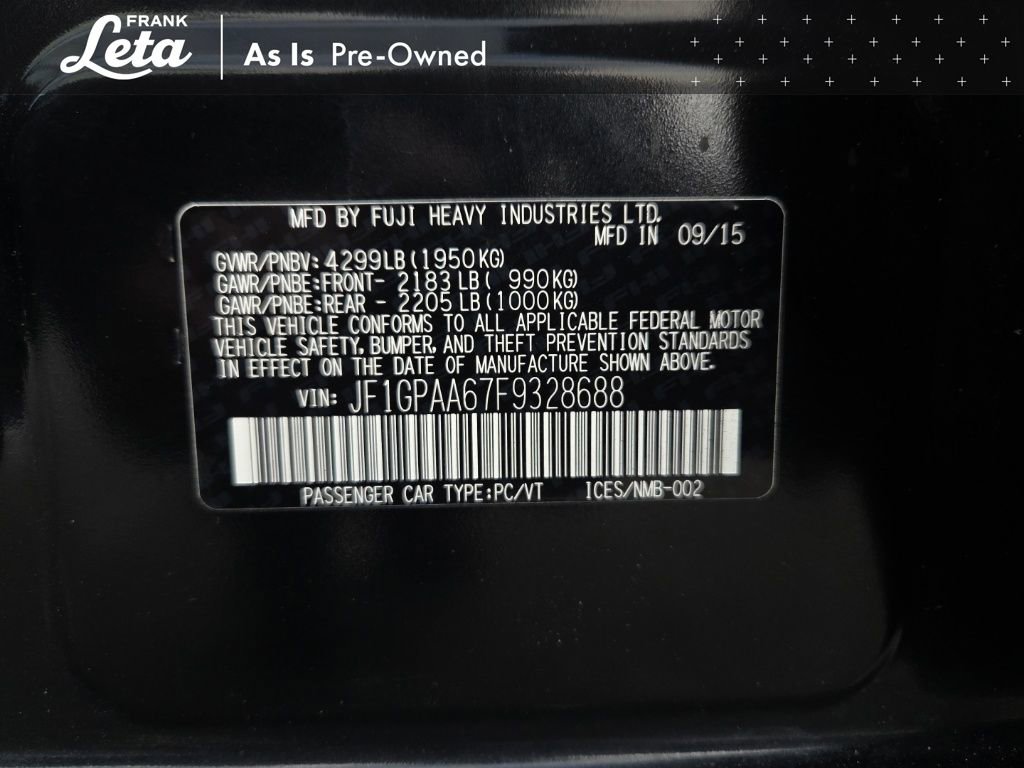 FRANK
Leta
As Is Pre-Owned
MFD BY FUJI HEAVY INDUSTRIES LTD.
MFD IN 09/15
GVWR/PNBV: 4299LB (1950KG)
GAWR/PNBE:FRONT- 2183 LB ( 990KG)
GAWR/PNBE:REAR - 2205 LB (1000KG)
THIS VEHICLE CONFORMS TO ALL APPLICABLE FEDERAL MOTOR
VEHICLE SAFETY, BUMPER, AND THEFT PREVENTION STANDARDS
IN EFFECT ON THE DATE OF MANUFACTURE SHOWN ABOVE.
VIN: JF1GPAA67F9328688
PASSENGER CAR TYPE:PC/VT ICES/NMB-002